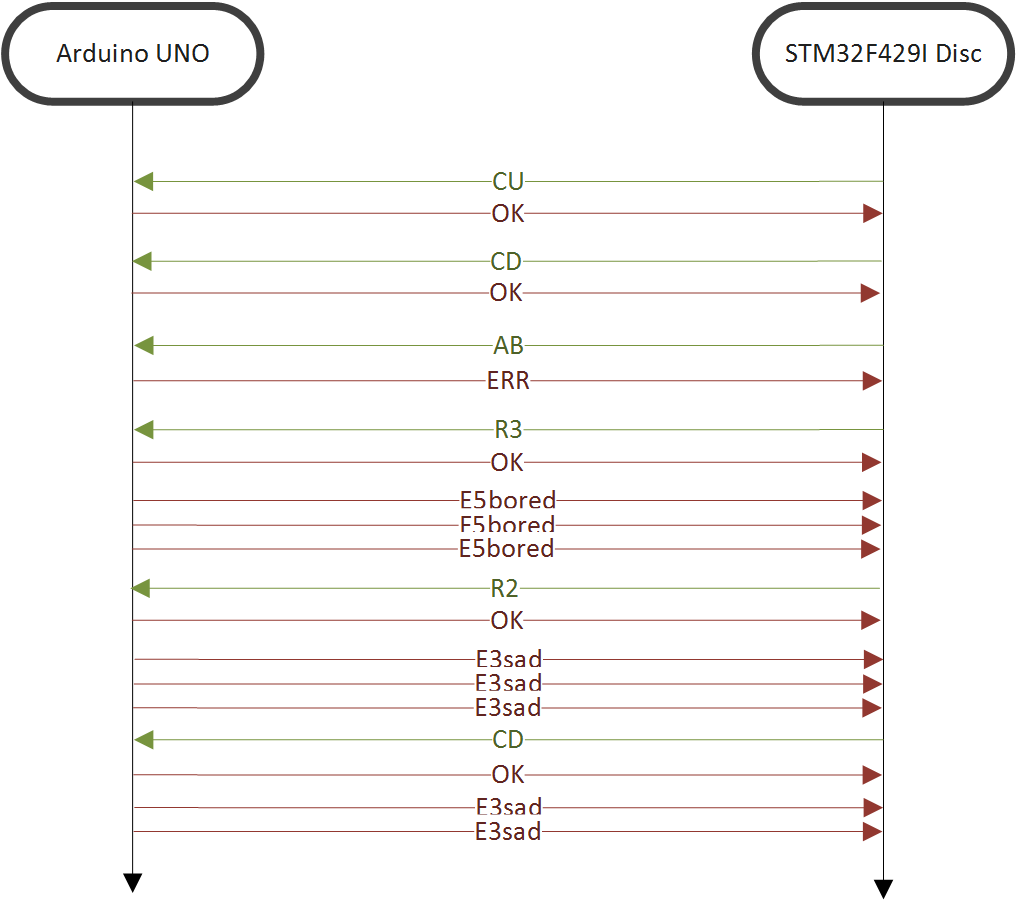 Arduino UNO
STM32F429I Disc
CU
OK
CD
OK
AB
ERR
R3
OK
E5bored
E5bored
E5bored
R2
OK
E3sad
E3sad
E3sad
CD
OK
E3sad
E3sad